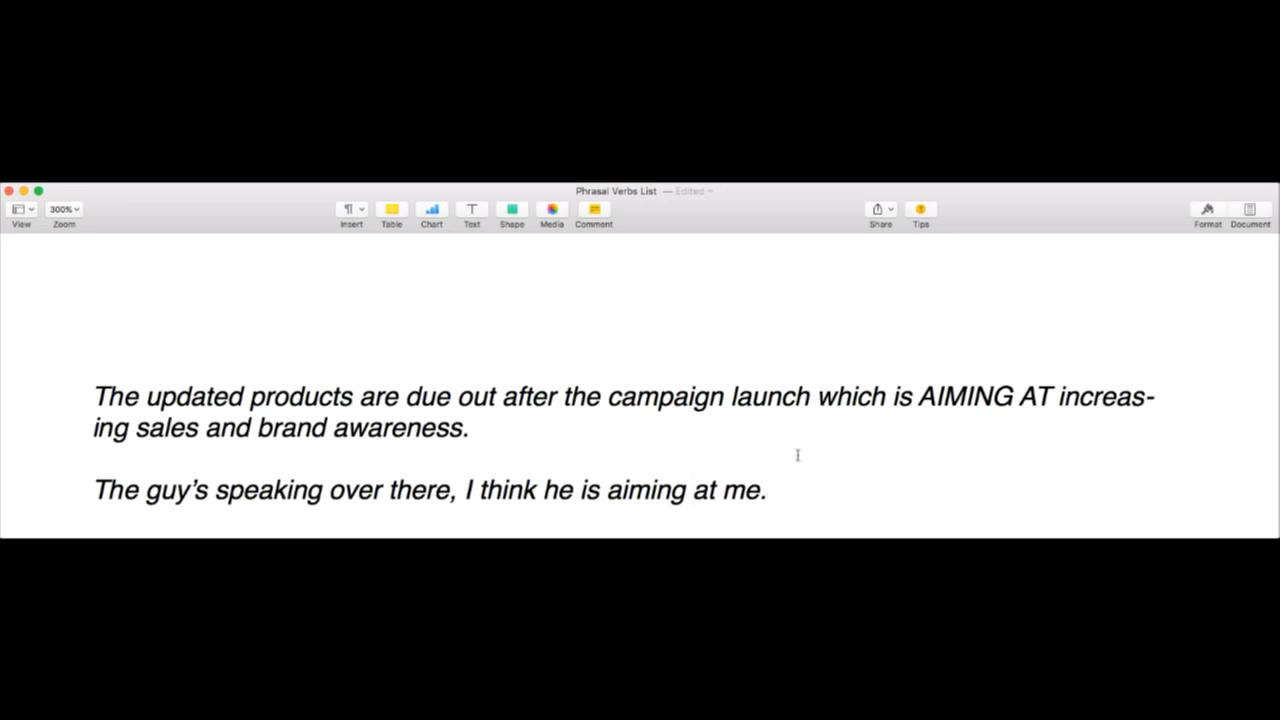 Phrasal Verbs List — Edited
300%
View Zoom Insert Table Chart Text Shape Media Comment Share Tips Format Document
The updated products are due out after the campaign launch which is AIMING AT increas-
ing sales and brand awareness.
The guy's speaking over there, I think he is aiming at me.